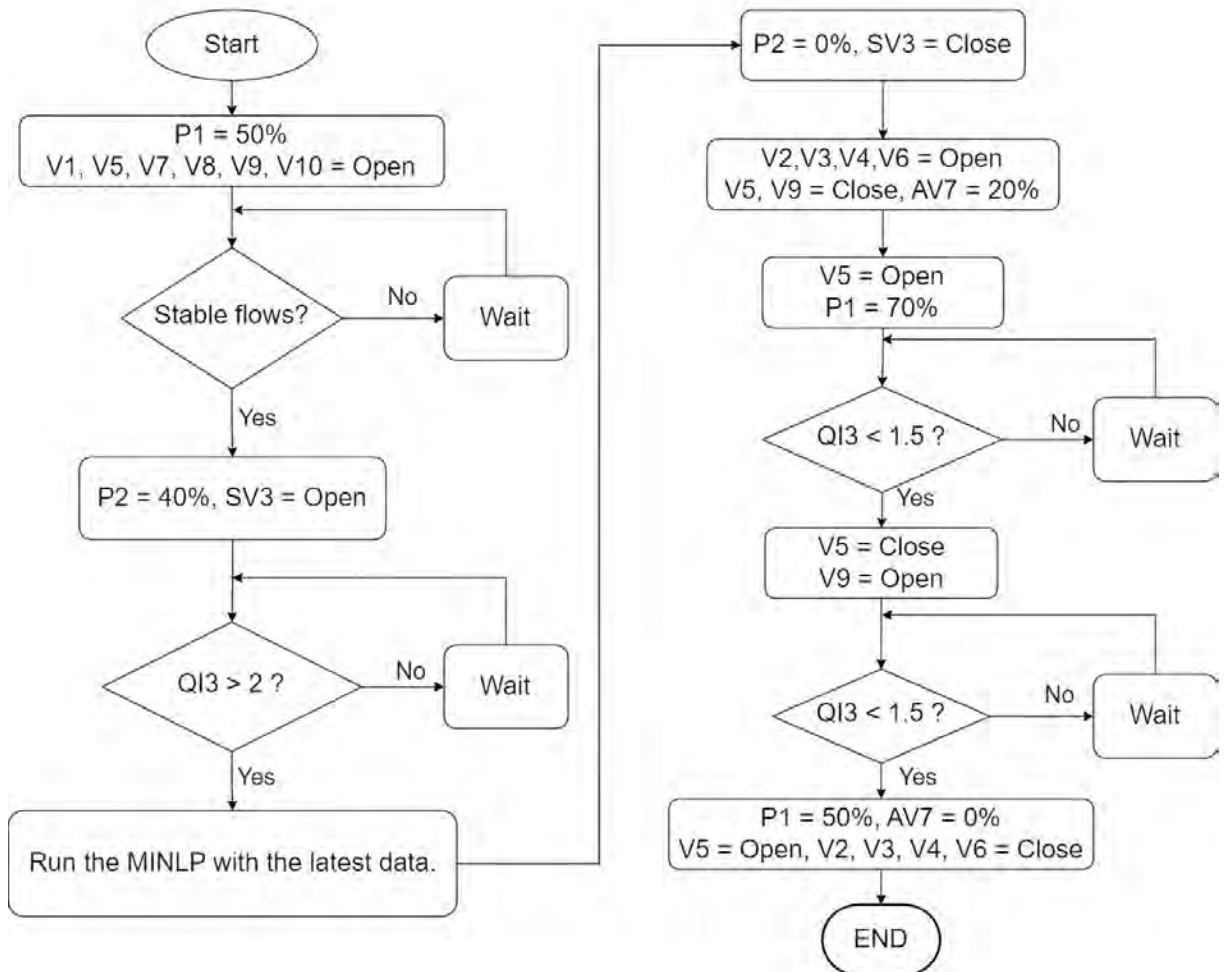 Start
P1 = 50%
V1, V5, V7, V8, V9, V10 = Open
Stable flows?
No
Wait
Yes
P2 = 40%, SV3 = Open
QI3 > 2 ?
No
Wait
Yes
Run the MINLP with the latest data.
P2 = 0%, SV3 = Close
V2,V3,V4,V6 = Open
V5, V9 = Close, AV7 = 20%
V5 = Open
P1 = 70%
QI3 < 1.5 ?
No
Wait
Yes
V5 = Close
V9 = Open
QI3 < 1.5 ?
No
Wait
Yes
P1 = 50%, AV7 = 0%
V5 = Open, V2, V3, V4, V6 = Close
END